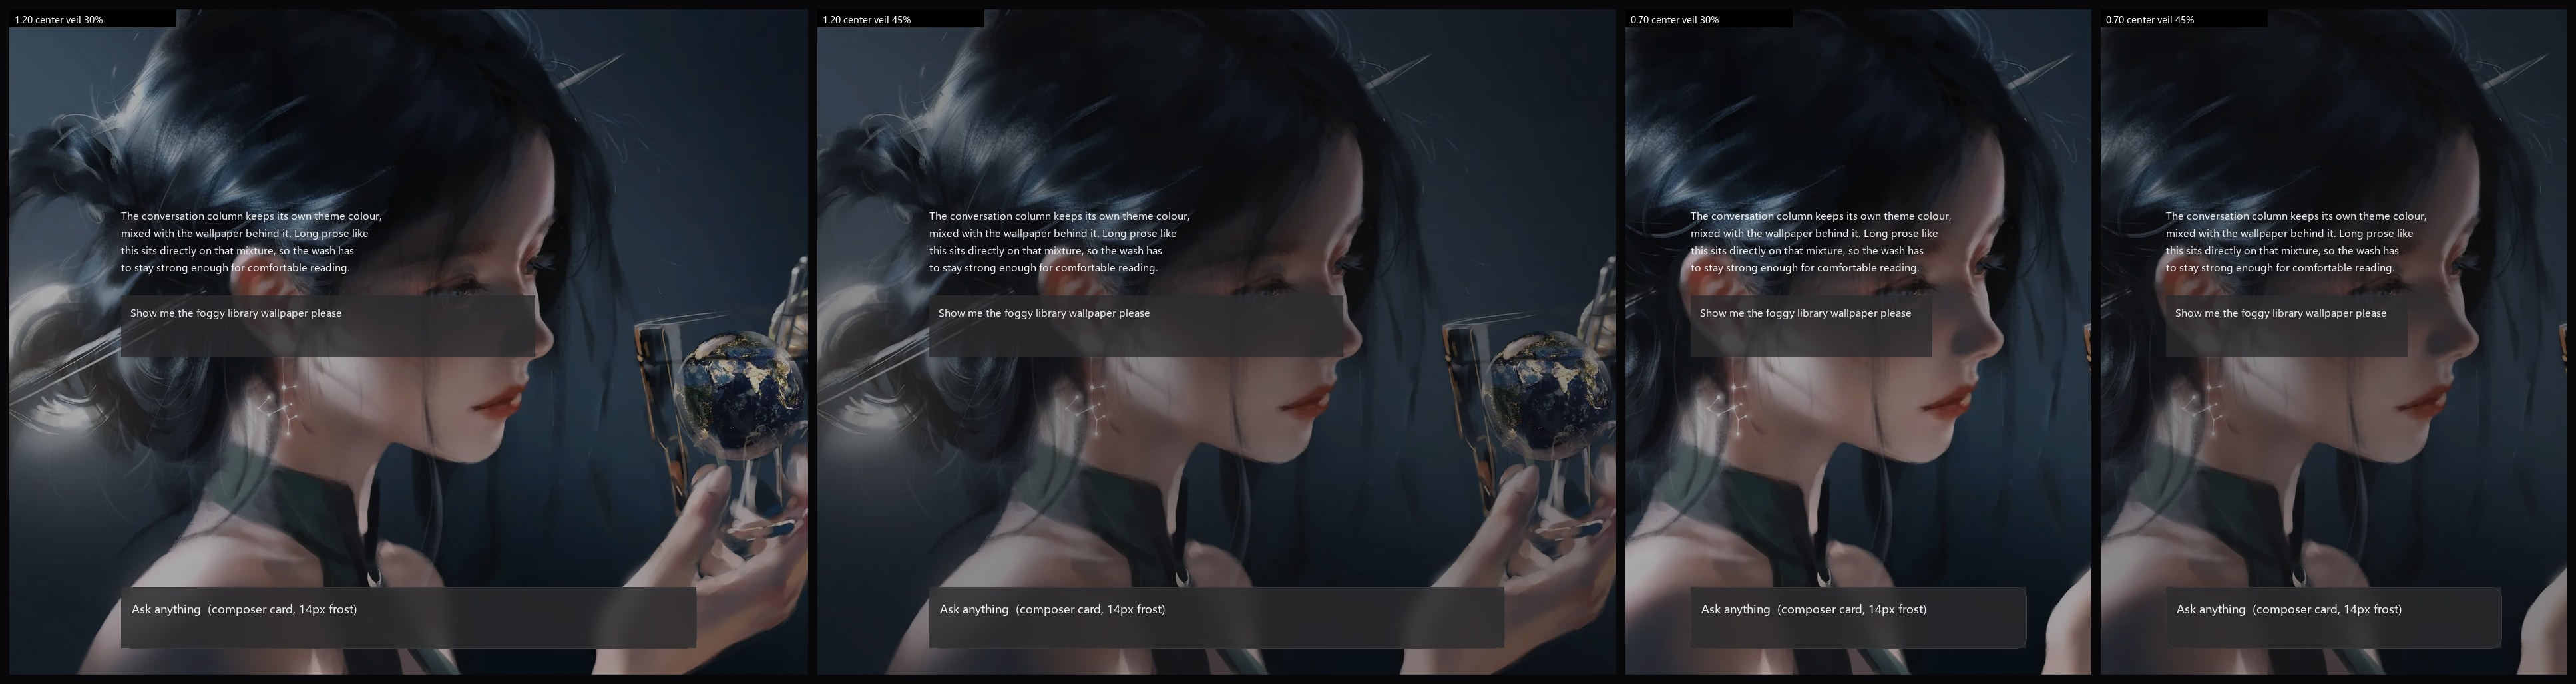 1.20 center veil 30%
The conversation column keeps its own theme colour,
mixed with the wallpaper behind it. Long prose like
this sits directly on that mixture, so the wash has
to stay strong enough for comfortable reading.
Show me the foggy library wallpaper please
Ask anything (composer card, 14px frost)
1.20 center veil 45%
The conversation column keeps its own theme colour,
mixed with the wallpaper behind it. Long prose like
this sits directly on that mixture, so the wash has
to stay strong enough for comfortable reading.
Show me the foggy library wallpaper please
Ask anything (composer card, 14px frost)
0.70 center veil 30%
The conversation column keeps its own theme colour,
mixed with the wallpaper behind it. Long prose like
this sits directly on that mixture, so the wash has
to stay strong enough for comfortable reading.
Show me the foggy library wallpaper please
Ask anything (composer card, 14px frost)
0.70 center veil 45%
The conversation column keeps its own theme colour,
mixed with the wallpaper behind it. Long prose like
this sits directly on that mixture, so the wash has
to stay strong enough for comfortable reading.
Show me the foggy library wallpaper please
Ask anything (composer card, 14px frost)